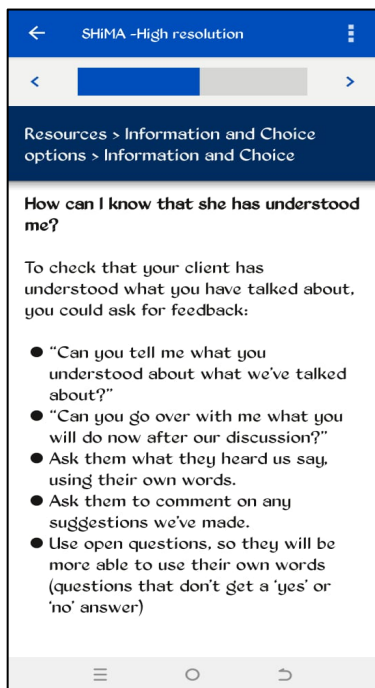 SHiMA -High resolution
< >
Resources > Information and Choice
options > Information and Choice
How can I know that she has understood
me?
To check that your client has
understood what you have talked about,
you could ask for feedback:
● “Can you tell me what you
understood about what we've talked
about?”
● “Can you go over with me what you
will do now after our discussion?”
● Ask them what they heard us say,
using their own words.
● Ask them to comment on any
suggestions we've made.
● Use open questions, so they will be
more able to use their own words
(questions that don't get a 'yes' or
'no' answer)